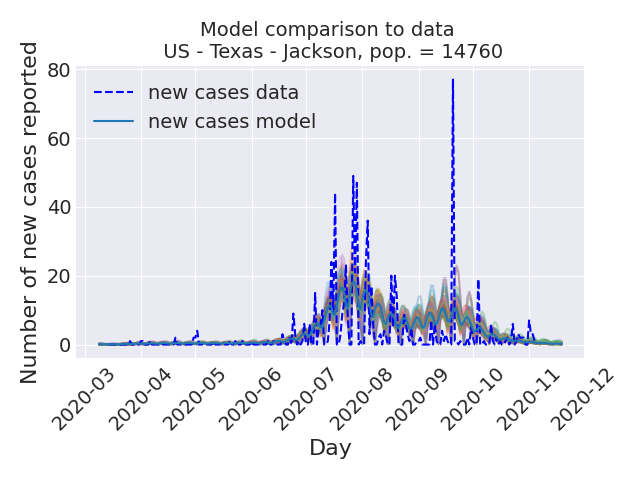 Model comparison to data
US - Texas - Jackson, pop. = 14760
Number of new cases reported
80
60
40
20
0
new cases data
new cases model
2020-03
2020-04
2020-05
2020-06
2020-07
2020-08
2020-09
2020-10
2020-11
2020-12
Day